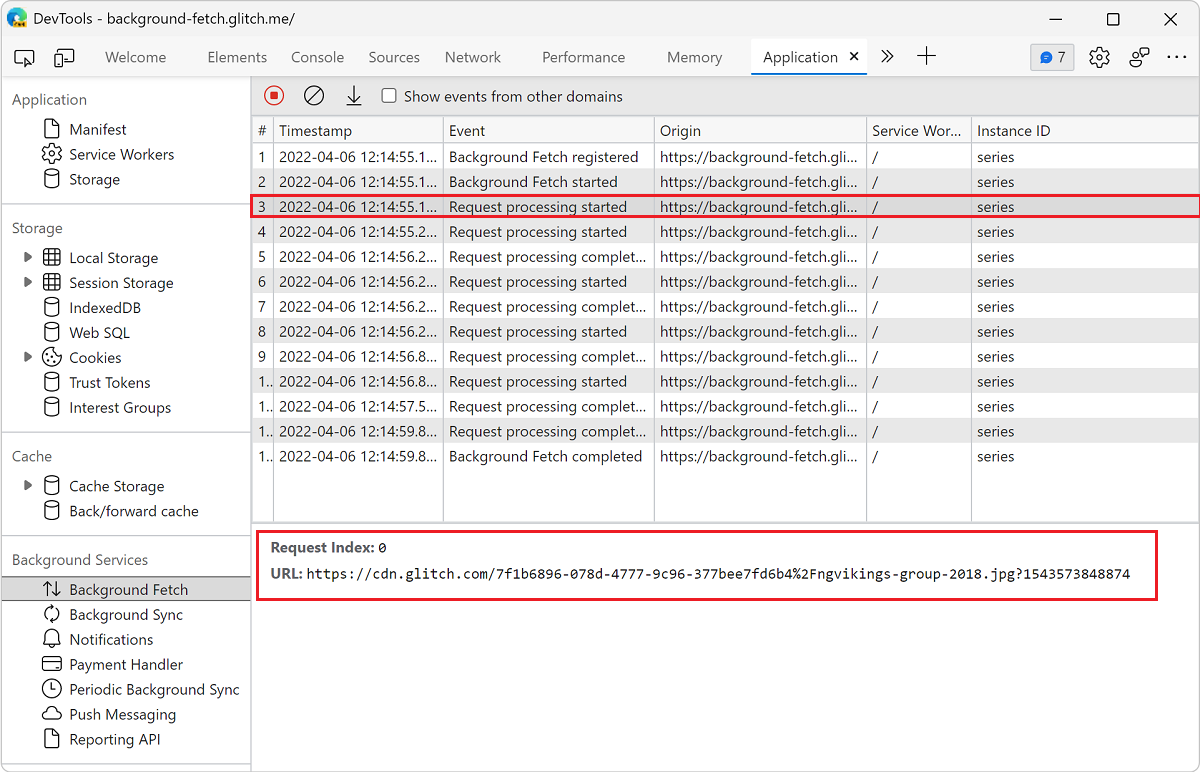 DevTools - background-fetch.glitch.me/
Welcome Elements Console Sources Network Performance Memory Application 7
Application
Manifest
Service Workers
Storage
Storage
Local Storage
Session Storage
IndexedDB
Web SQL
Cookies
Trust Tokens
Interest Groups
Cache
Cache Storage
Back/forward cache
Background Services
Background Fetch
Background Sync
Notifications
Payment Handler
Periodic Background Sync
Push Messaging
Reporting API
Show events from other domains
# Timestamp Event Origin Service Wor... Instance ID
1 2022-04-06 12:14:55.1... Background Fetch registered https://background-fetch.gli... / series
2 2022-04-06 12:14:55.1... Background Fetch started https://background-fetch.gli... / series
3 2022-04-06 12:14:55.1... Request processing started https://background-fetch.gli... / series
4 2022-04-06 12:14:55.2... Request processing started https://background-fetch.gli... / series
5 2022-04-06 12:14:56.2... Request processing complet... https://background-fetch.gli... / series
6 2022-04-06 12:14:56.2... Request processing started https://background-fetch.gli... / series
7 2022-04-06 12:14:56.2... Request processing complet... https://background-fetch.gli... / series
8 2022-04-06 12:14:56.2... Request processing started https://background-fetch.gli... / series
9 2022-04-06 12:14:56.8... Request processing complet... https://background-fetch.gli... / series
1.. 2022-04-06 12:14:56.8... Request processing started https://background-fetch.gli... / series
1.. 2022-04-06 12:14:57.5... Request processing complet... https://background-fetch.gli... / series
1.. 2022-04-06 12:14:59.8... Request processing complet... https://background-fetch.gli... / series
1.. 2022-04-06 12:14:59.8... Background Fetch completed https://background-fetch.gli... / series
Request Index: 0
URL: https://cdn.glitch.com/7f1b6896-078d-4777-9c96-377bee7fd6b4%2Fngvikings-group-2018.jpg?1543573848874